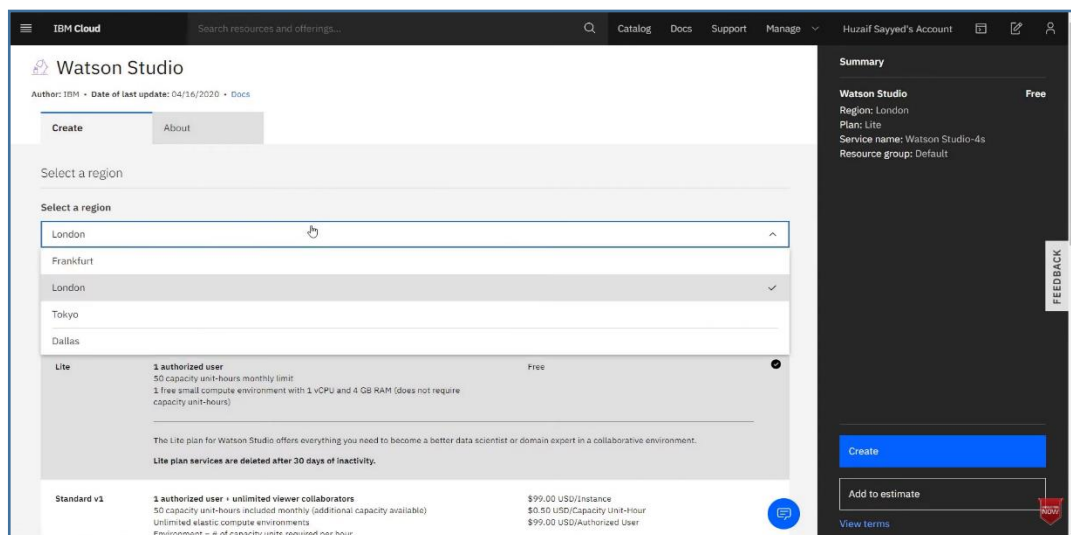 IBM Cloud
Search resources and offerings...
Catalog
Docs
Support
Manage
Huzaif Sayyed's Account
Watson Studio
Author: IBM • Date of last update: 04/16/2020 • Docs
Create
About
Select a region
Select a region
London
Frankfurt
London
Tokyo
Dallas
Lite
1 authorized user
50 capacity unit-hours monthly limit
1 free small compute environment with 1 vCPU and 4 GB RAM (does not require
capacity unit-hours)
Free
The Lite plan for Watson Studio offers everything you need to become a better data scientist or domain expert in a collaborative environment.
Lite plan services are deleted after 30 days of inactivity.
Standard v1
1 authorized user + unlimited viewer collaborators
50 capacity unit-hours included monthly (additional capacity available)
Unlimited elastic compute environments
Environment = # of capacity units required per hour
$99.00 USD/Instance
$0.50 USD/Capacity Unit-Hour
$99.00 USD/Authorized User
Summary
Watson Studio Free
Region: London
Plan: Lite
Service name: Watson Studio-4s
Resource group: Default
FEEDBACK
Create
Add to estimate
View terms
NOW